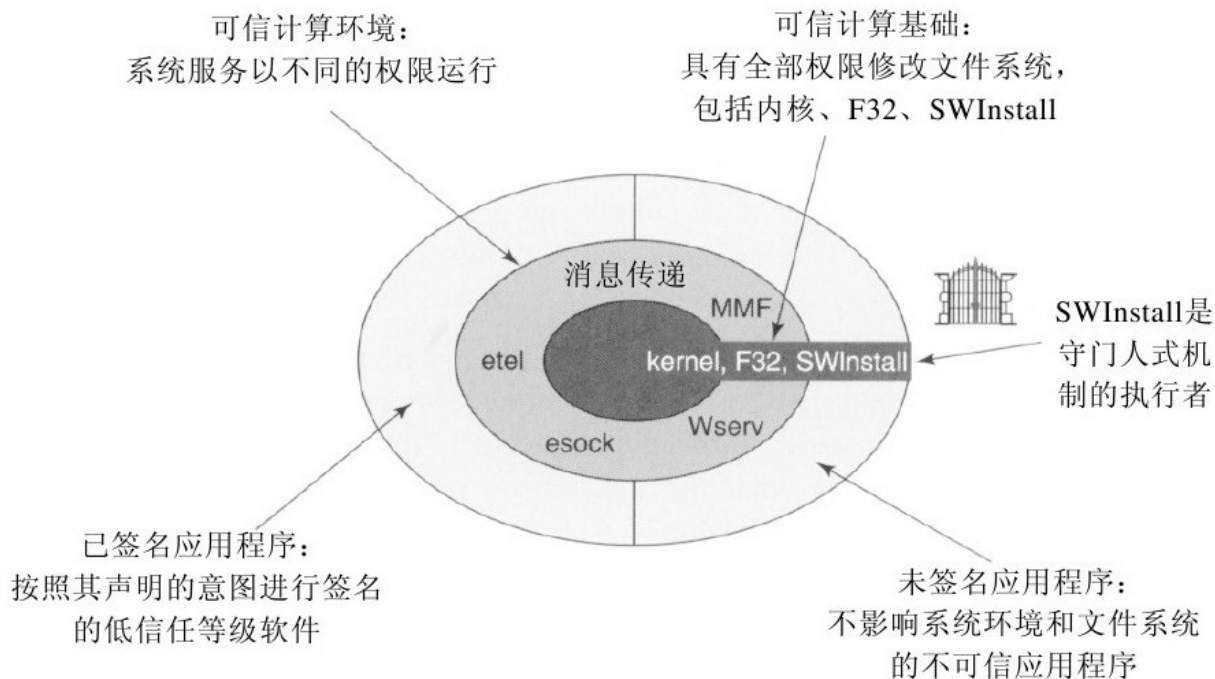 可信计算环境：
系统服务以不同的权限运行
可信计算基础：
具有全部权限修改文件系统，
包括内核、F32、SWInstall
消息传递
MMF
etel
kernel, F32, SWInstall
esock
Wserv
SWInstall是
守门人式机
制的执行者
已签名应用程序：
按照其声明的意图进行签名
的低信任等级软件
未签名应用程序：
不影响系统环境和文件系统
的不可信应用程序